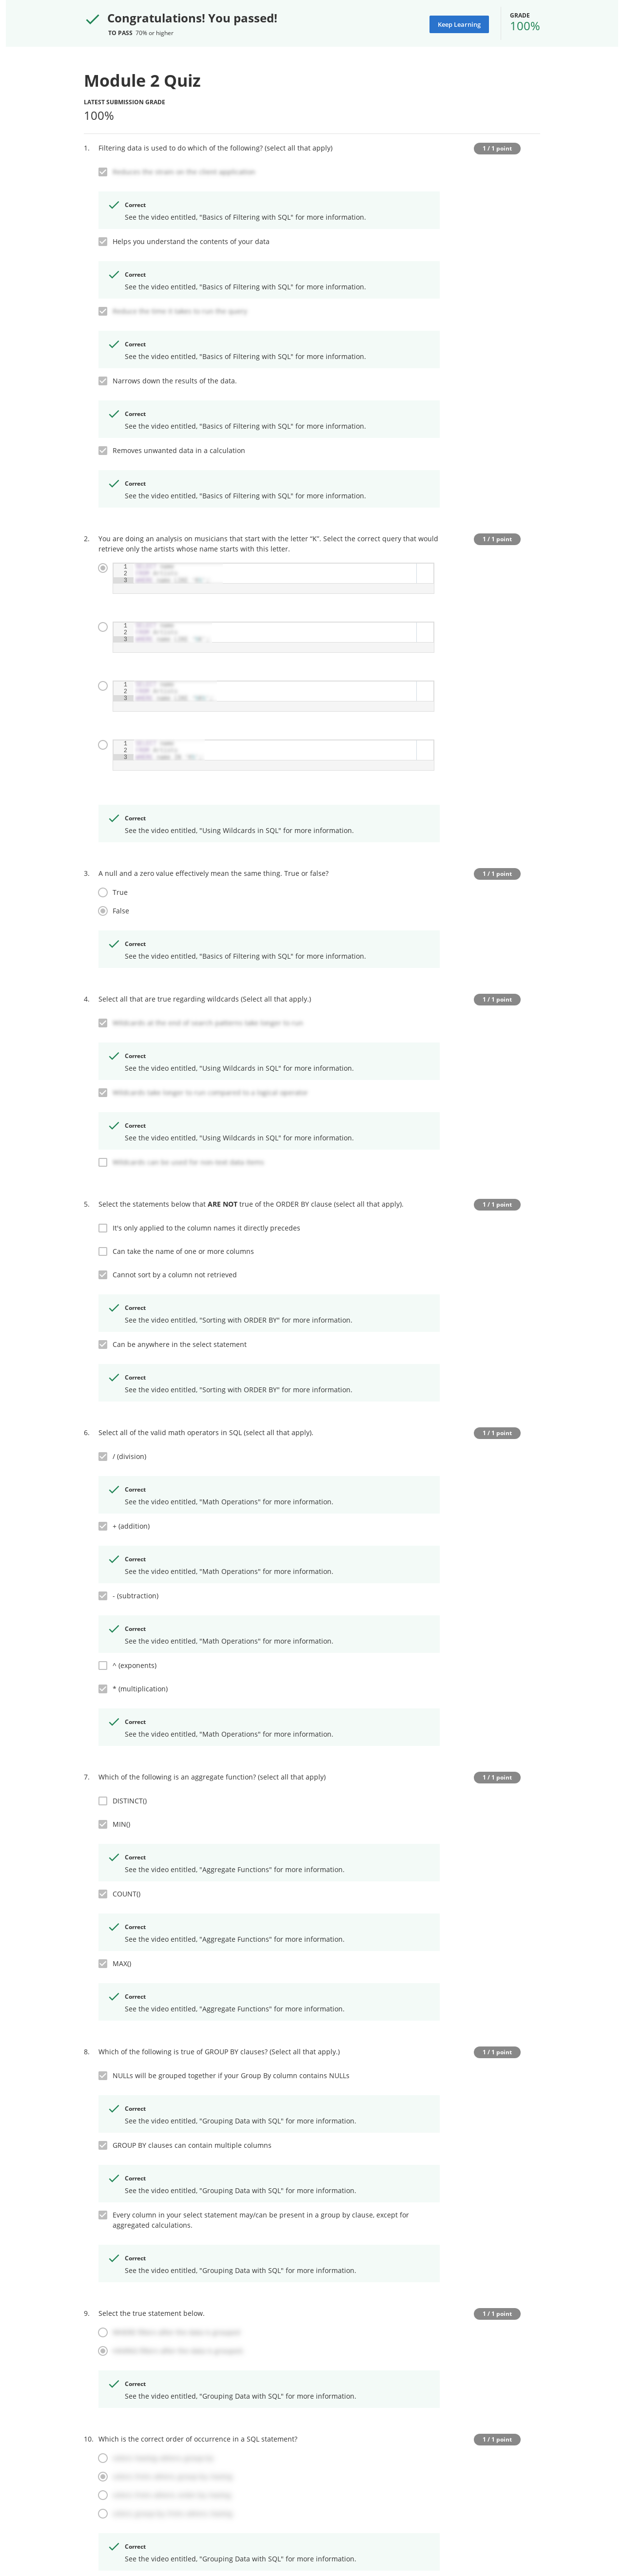 Congratulations! You passed!
TO PASS 70% or higher
Keep Learning
GRADE
100%
Module 2 Quiz
LATEST SUBMISSION GRADE
100%
1. Filtering data is used to do which of the following? (select all that apply)
1 / 1 point
Correct
See the video entitled, "Basics of Filtering with SQL" for more information.
Helps you understand the contents of your data
Correct
See the video entitled, "Basics of Filtering with SQL" for more information.
Correct
See the video entitled, "Basics of Filtering with SQL" for more information.
Narrows down the results of the data.
Correct
See the video entitled, "Basics of Filtering with SQL" for more information.
Removes unwanted data in a calculation
Correct
See the video entitled, "Basics of Filtering with SQL" for more information.
2. You are doing an analysis on musicians that start with the letter “K”. Select the correct query that would
retrieve only the artists whose name starts with this letter.
1 / 1 point
1
2
3
1
2
3
1
2
3
1
2
3
Correct
See the video entitled, "Using Wildcards in SQL" for more information.
3. A null and a zero value effectively mean the same thing. True or false?
1 / 1 point
True
False
Correct
See the video entitled, "Basics of Filtering with SQL" for more information.
4. Select all that are true regarding wildcards (Select all that apply.)
1 / 1 point
Correct
See the video entitled, "Using Wildcards in SQL" for more information.
Correct
See the video entitled, "Using Wildcards in SQL" for more information.
5. Select the statements below that ARE NOT true of the ORDER BY clause (select all that apply).
1 / 1 point
It's only applied to the column names it directly precedes
Can take the name of one or more columns
Cannot sort by a column not retrieved
Correct
See the video entitled, "Sorting with ORDER BY" for more information.
Can be anywhere in the select statement
Correct
See the video entitled, "Sorting with ORDER BY" for more information.
6. Select all of the valid math operators in SQL (select all that apply).
1 / 1 point
/ (division)
Correct
See the video entitled, "Math Operations" for more information.
+ (addition)
Correct
See the video entitled, "Math Operations" for more information.
- (subtraction)
Correct
See the video entitled, "Math Operations" for more information.
^ (exponents)
* (multiplication)
Correct
See the video entitled, "Math Operations" for more information.
7. Which of the following is an aggregate function? (select all that apply)
1 / 1 point
DISTINCT()
MIN()
Correct
See the video entitled, "Aggregate Functions" for more information.
COUNT()
Correct
See the video entitled, "Aggregate Functions" for more information.
MAX()
Correct
See the video entitled, "Aggregate Functions" for more information.
8. Which of the following is true of GROUP BY clauses? (Select all that apply.)
1 / 1 point
NULLs will be grouped together if your Group By column contains NULLs
Correct
See the video entitled, "Grouping Data with SQL" for more information.
GROUP BY clauses can contain multiple columns
Correct
See the video entitled, "Grouping Data with SQL" for more information.
Every column in your select statement may/can be present in a group by clause, except for
aggregated calculations.
Correct
See the video entitled, "Grouping Data with SQL" for more information.
9. Select the true statement below.
1 / 1 point
Correct
See the video entitled, "Grouping Data with SQL" for more information.
10. Which is the correct order of occurrence in a SQL statement?
1 / 1 point
Correct
See the video entitled, "Grouping Data with SQL" for more information.